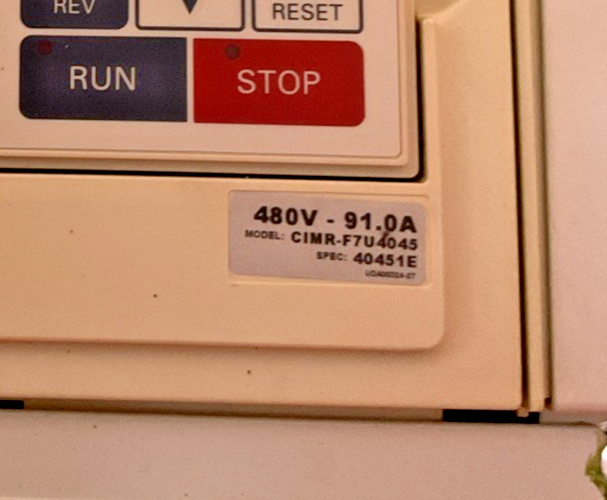 REV
RESET
RUN
STOP
480V - 91.0A
MODEL: CIMR-F7U4045
SPEC: 40451E